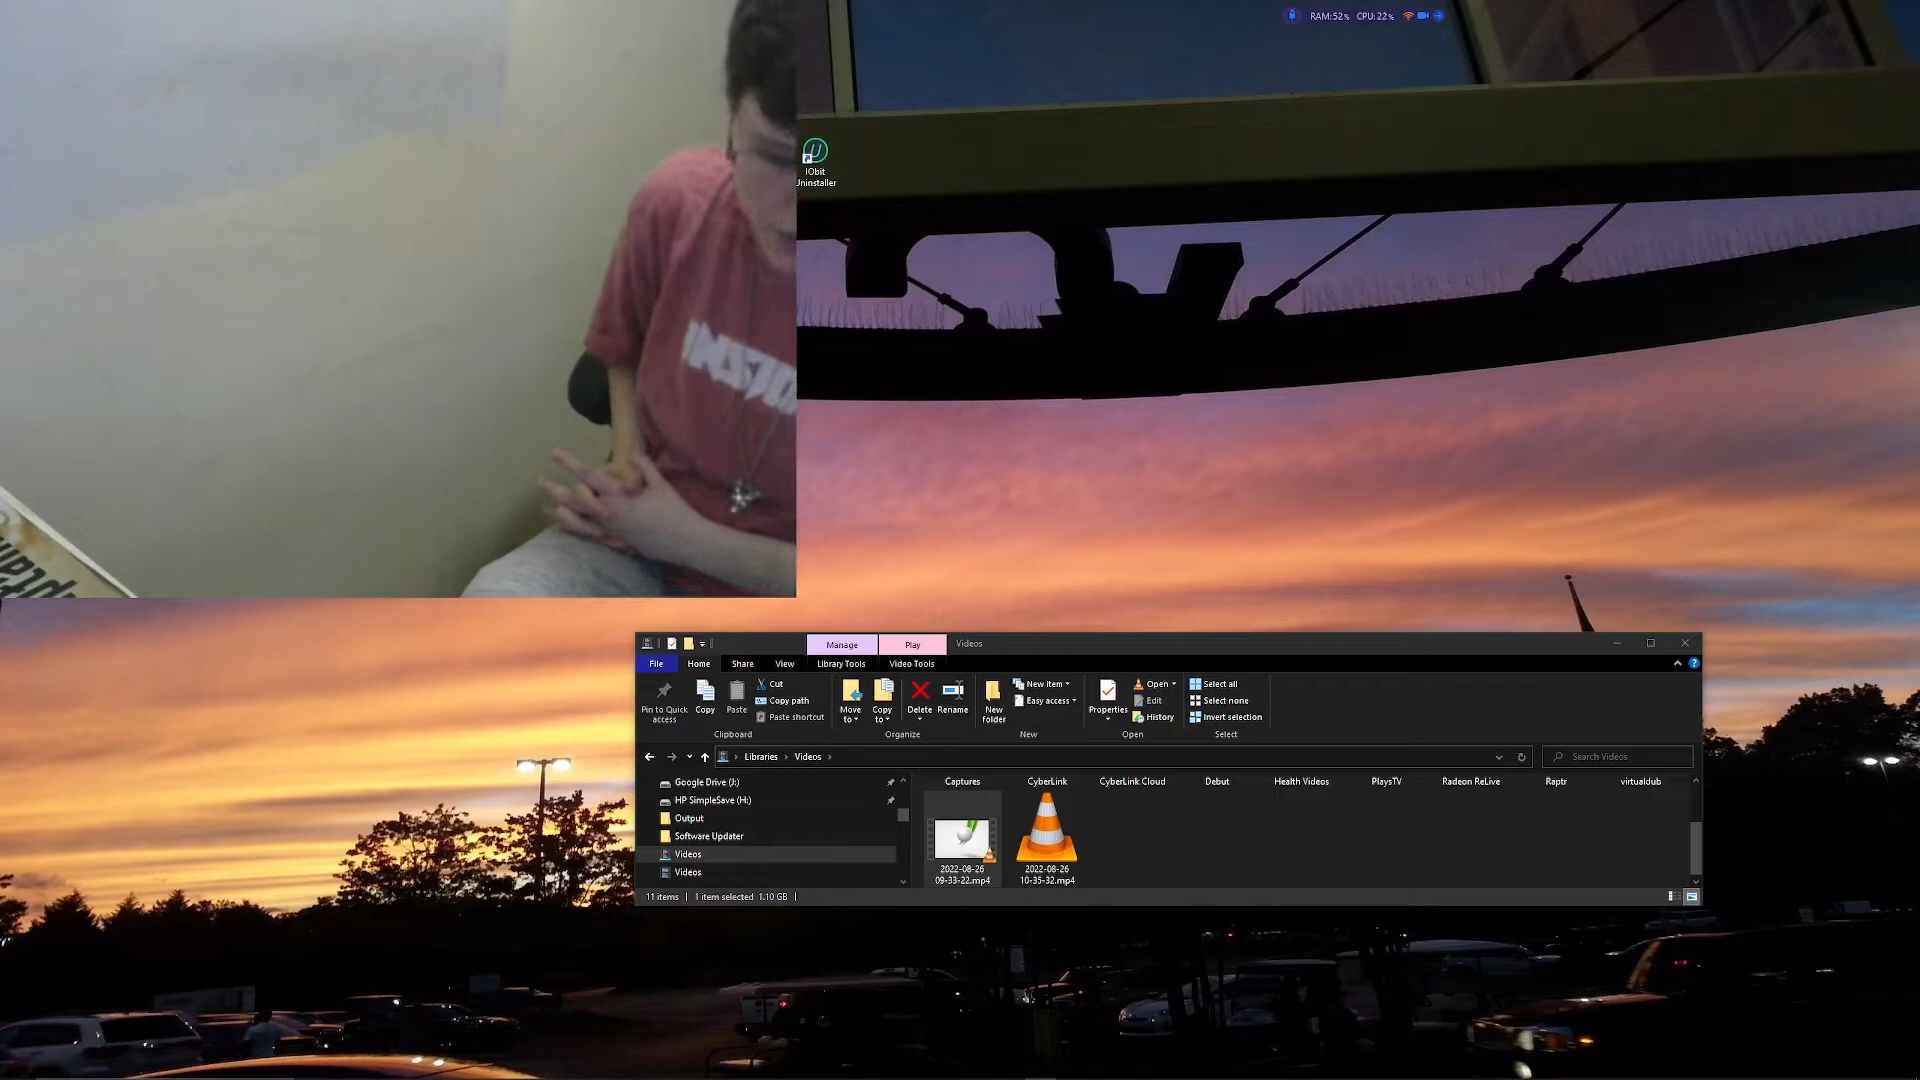 RAM:52% CPU:22%
IObit
Uninstaller
Manage
Play
Videos
File
Home
Share
View
Library Tools
Video Tools
Pin to Quick
access
Copy
Paste
Cut
Copy path
Paste shortcut
Clipboard
Move
to
Copy
to
Delete
Rename
Organize
New
folder
New item
Easy access
New
Properties
Open
Edit
History
Open
Select all
Select none
Invert selection
Select
Libraries
Videos
Search Videos
Google Drive (J:)
HP SimpleSave (H:)
Output
Software Updater
Videos
Videos
Captures
CyberLink
CyberLink Cloud
Debut
Health Videos
PlaysTV
Radeon ReLive
Raptr
virtualdub
2022-08-26
09-33-22.mp4
2022-08-26
10-35-32.mp4
11 items
1 item selected 1.10 GB